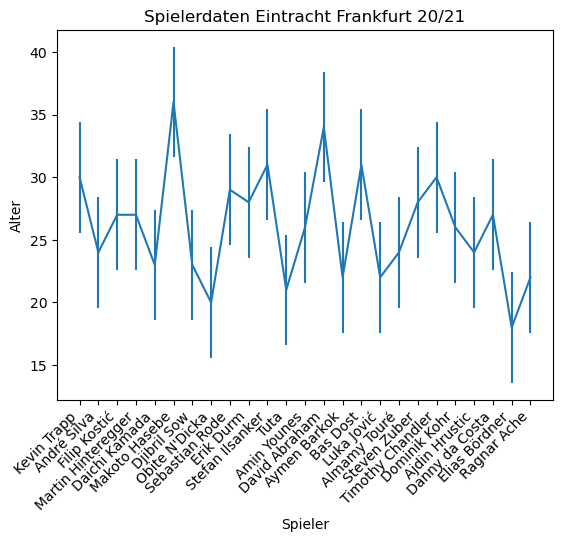 Spielerdaten Eintracht Frankfurt 20/21
40
35
30
25
20
15
Alter
Kevin Trapp
André Silva
Filip Kostić
Martin Hinteregger
Daichi Kamada
Makoto Hasebe
Djibril Sow
Obite N'Dicka
Sebastian Rode
Erik Durm
Stefan Ilsanker
Tuta
Amin Younes
David Abraham
Aymen Barkok
Bas Dost
Luka Jović
Almamy Touré
Steven Zuber
Timothy Chandler
Dominik Kohr
Ajdin Hrustic
Danny da Costa
Elias Bördner
Ragnar Ache
Spieler